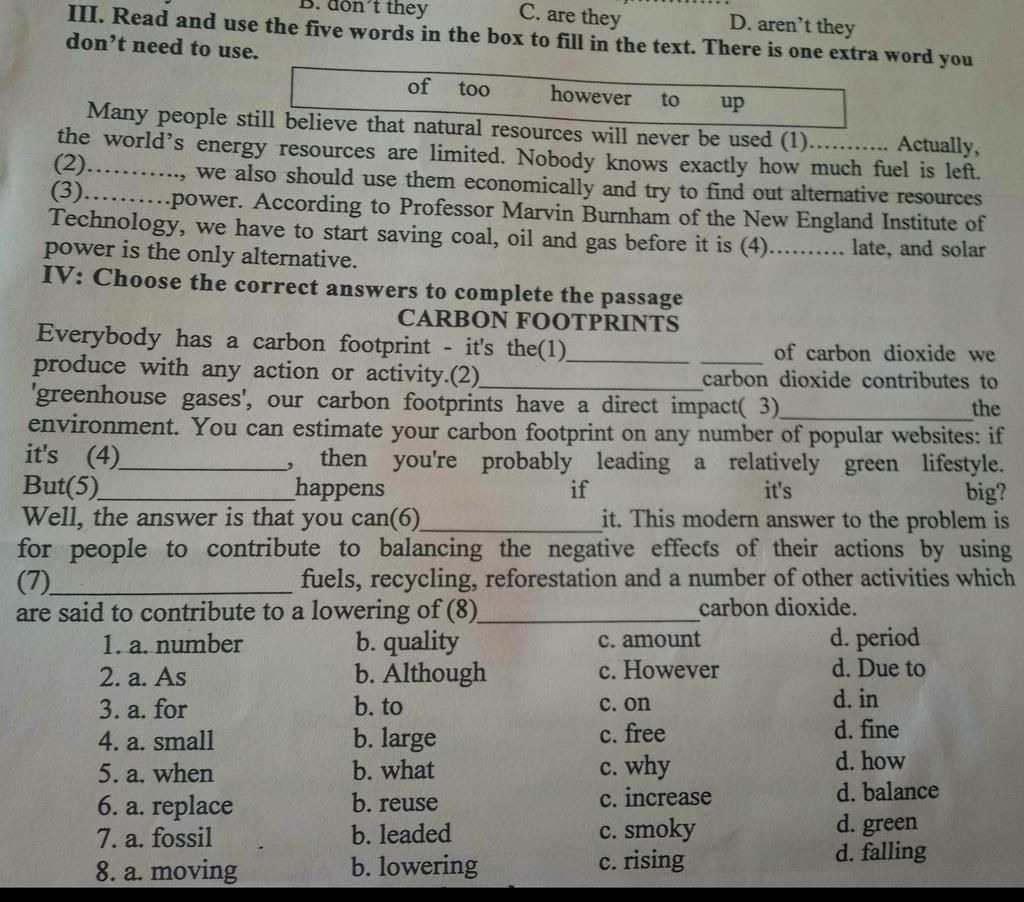 B. don't they C. are they D. aren't they
III. Read and use the five words in the box to fill in the text. There is one extra word you
don't need to use.
of too however to up
Many people still believe that natural resources will never be used (1)........... Actually,
the world's energy resources are limited. Nobody knows exactly how much fuel is left.
(2)............, we also should use them economically and try to find out alternative resources
(3)..........power. According to Professor Marvin Burnham of the New England Institute of
Technology, we have to start saving coal, oil and gas before it is (4).......... late, and solar
power is the only alternative.
IV: Choose the correct answers to complete the passage
CARBON FOOTPRINTS
Everybody has a carbon footprint - it's the(1)__________ _____ of carbon dioxide we
produce with any action or activity.(2)__________________carbon dioxide contributes to
'greenhouse gases', our carbon footprints have a direct impact( 3)________________the
environment. You can estimate your carbon footprint on any number of popular websites: if
it's (4)______________, then you're probably leading a relatively green lifestyle.
But(5)________________happens if it's big?
Well, the answer is that you can(6)_______________it. This modern answer to the problem is
for people to contribute to balancing the negative effects of their actions by using
(7)____________________ fuels, recycling, reforestation and a number of other activities which
are said to contribute to a lowering of (8)__________________carbon dioxide.
1. a. number b. quality c. amount d. period
2. a. As b. Although c. However d. Due to
3. a. for b. to c. on d. in
4. a. small b. large c. free d. fine
5. a. when b. what c. why d. how
6. a. replace b. reuse c. increase d. balance
7. a. fossil b. leaded c. smoky d. green
8. a. moving b. lowering c. rising d. falling